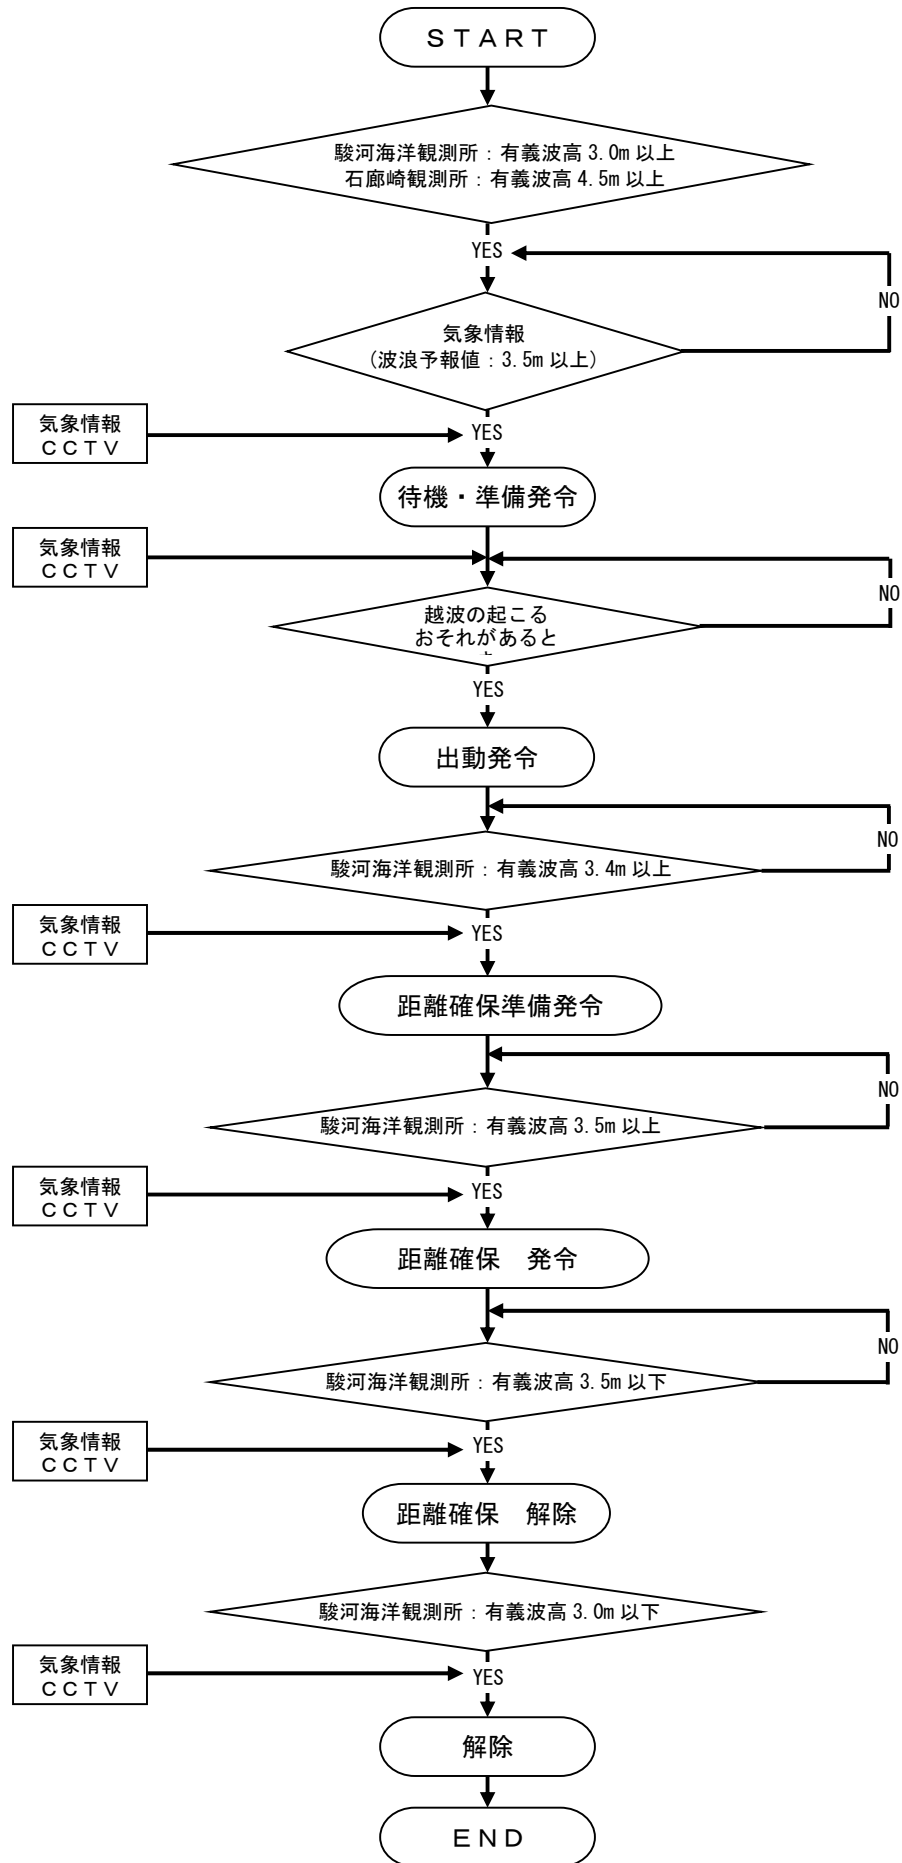 ＳＴＡＲＴ
駿河海洋観測所：有義波高 3.0m 以上
石廊崎観測所：有義波高 4.5m 以上
YES
NO
気象情報
（波浪予報値：3.5m 以上）
気象情報
ＣＣＴＶ
YES
待機・準備発令
気象情報
ＣＣＴＶ
NO
越波の起こる
おそれがあると
YES
出動発令
NO
駿河海洋観測所：有義波高 3.4m 以上
気象情報
ＣＣＴＶ
YES
距離確保準備発令
NO
駿河海洋観測所：有義波高 3.5m 以上
気象情報
ＣＣＴＶ
YES
距離確保　発令
NO
駿河海洋観測所：有義波高 3.5m 以下
気象情報
ＣＣＴＶ
YES
距離確保　解除
駿河海洋観測所：有義波高 3.0m 以下
気象情報
ＣＣＴＶ
YES
解除
ＥＮＤ